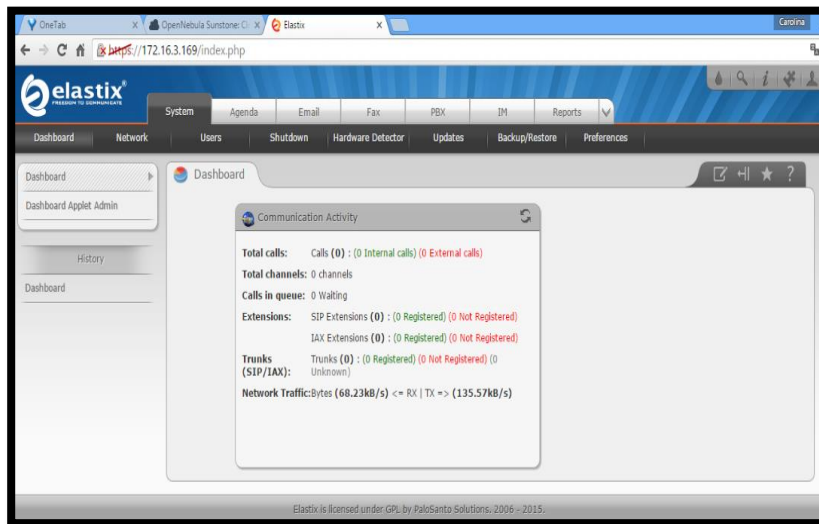 OneTab
OpenNebula Sunstone: Cl
Elastix
Carolina
https://172.16.3.169/index.php
elastix®
FREEDOM TO COMMUNICATE
System Agenda Email Fax PBX IM Reports
Dashboard Network Users Shutdown Hardware Detector Updates Backup/Restore Preferences
Dashboard
Dashboard Applet Admin
History
Dashboard
Dashboard
Communication Activity
Total calls: Calls (0) : (0 Internal calls) (0 External calls)
Total channels: 0 channels
Calls in queue: 0 Waiting
Extensions: SIP Extensions (0) : (0 Registered) (0 Not Registered)
IAX Extensions (0) : (0 Registered) (0 Not Registered)
Trunks (SIP/IAX): Trunks (0) : (0 Registered) (0 Not Registered) (0 Unknown)
Network Traffic: Bytes (68.23kB/s) <= RX | TX => (135.57kB/s)
Elastix is licensed under GPL by PaloSanto Solutions. 2006 - 2015.